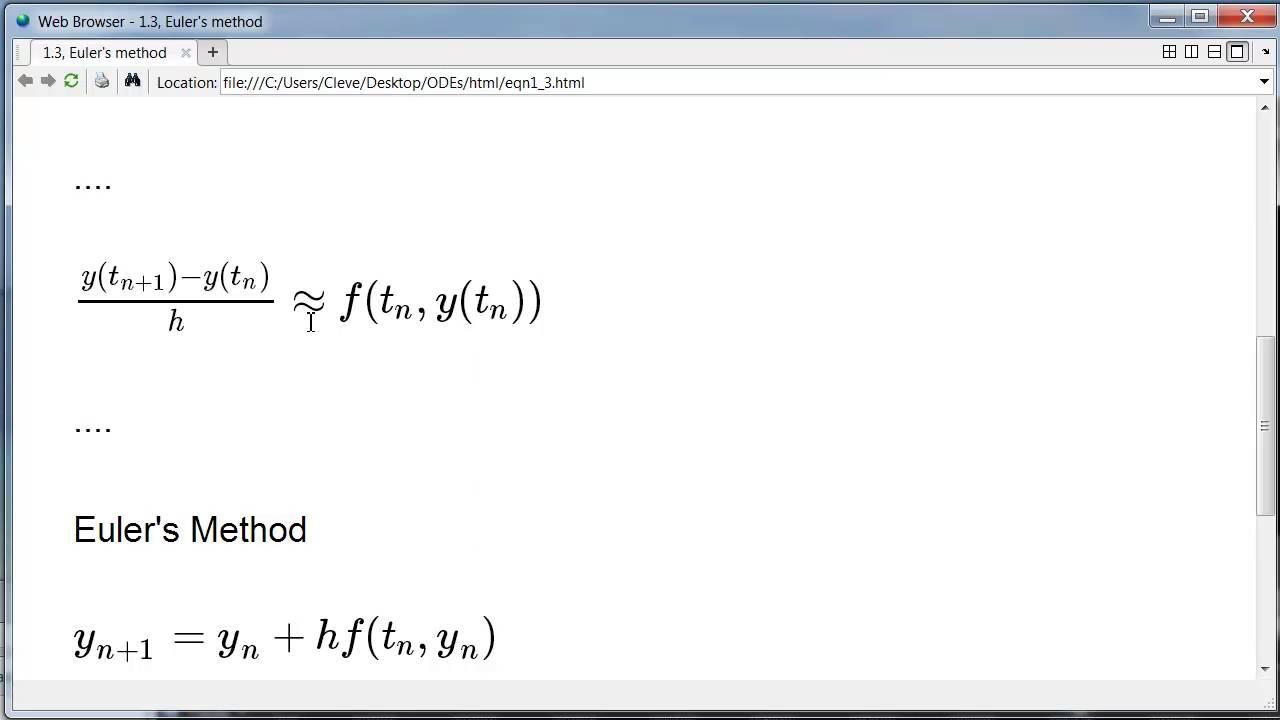 Web Browser - 1.3, Euler's method
1.3, Euler's method
Location: file:///C:/Users/Cleve/Desktop/ODEs/html/eqn1_3.html
....
\frac{y(t_{n+1})-y(t_n)}{h} ≈ f(t_n, y(t_n))
....
Euler's Method
y_{n+1} = y_n + hf(t_n, y_n)